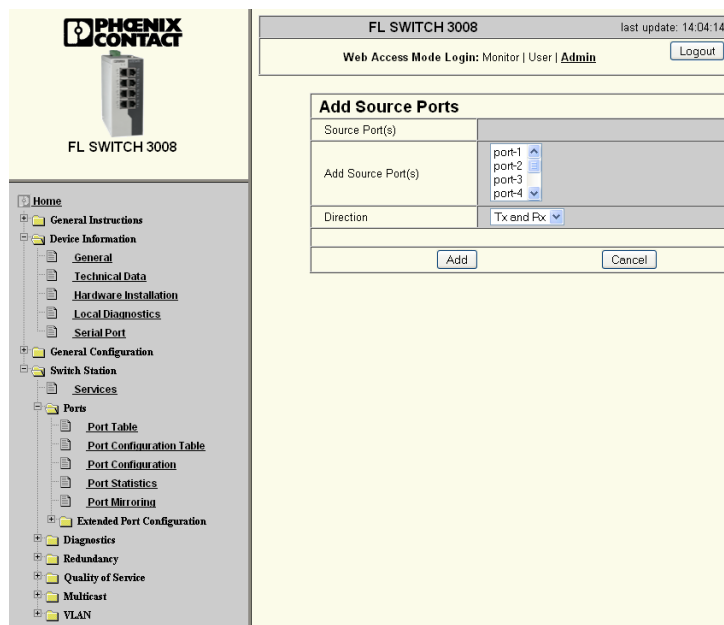 PHŒNIX
CONTACT
FL SWITCH 3008
Home
General Instructions
Device Information
General
Technical Data
Hardware Installation
Local Diagnostics
Serial Port
General Configuration
Switch Station
Services
Ports
Port Table
Port Configuration Table
Port Configuration
Port Statistics
Port Mirroring
Extended Port Configuration
Diagnostics
Redundancy
Quality of Service
Multicast
VLAN
FL SWITCH 3008 last update: 14:04:14
Web Access Mode Login: Monitor | User | Admin Logout
Add Source Ports
Source Port(s)
Add Source Port(s)
port-1
port-2
port-3
port-4
Direction Tx and Rx
Add Cancel